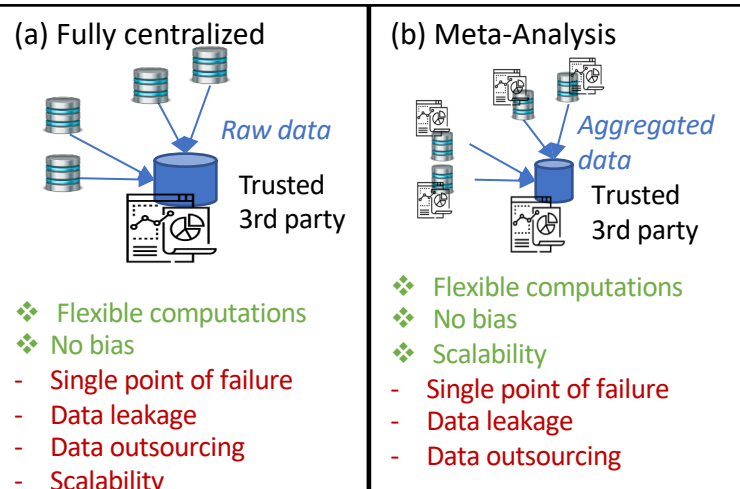 (a) Fully centralized
Raw data
Trusted
3rd party
❖ Flexible computations
❖ No bias
- Single point of failure
- Data leakage
- Data outsourcing
- Scalability
(b) Meta-Analysis
Aggregated
data
Trusted
3rd party
❖ Flexible computations
❖ No bias
❖ Scalability
- Single point of failure
- Data leakage
- Data outsourcing